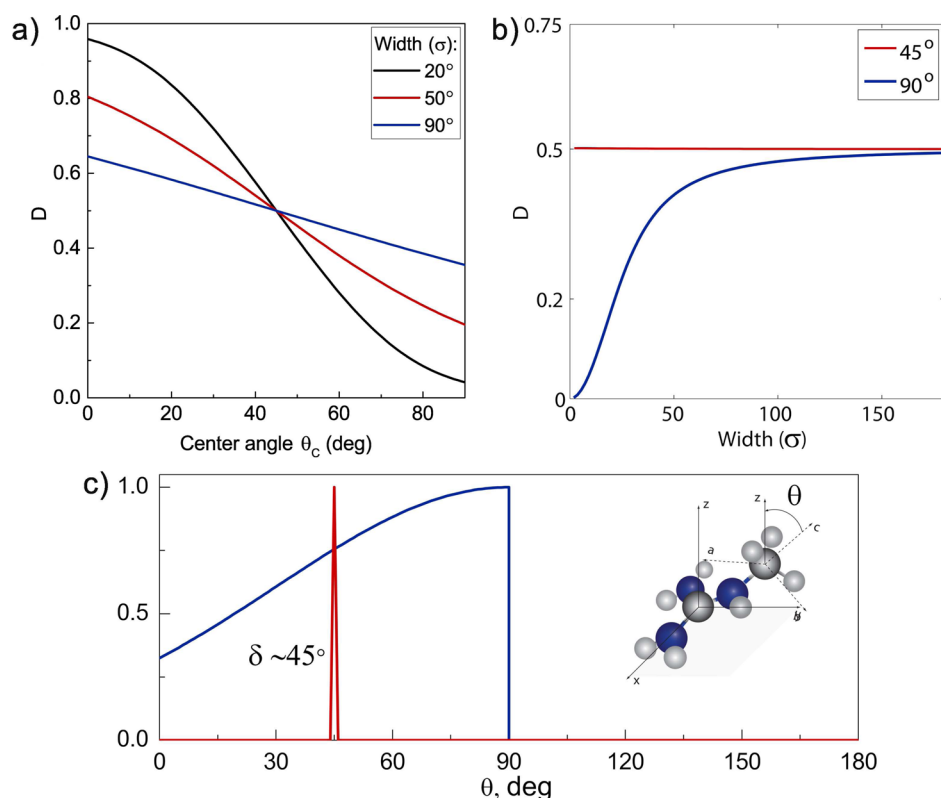 a)
1.0
0.8
0.6
0.4
0.2
0.0
D
0 20 40 60 80
Center angle θc (deg)
Width (σ):
20°
50°
90°
b)
0.75
0.5
0.2
0
D
0 50 100 150
Width (σ)
45°
90°
c)
1.0
0.5
0.0
δ ~45°
0 30 60 90 120 150 180
θ, deg
z
z
θ
c
a
x